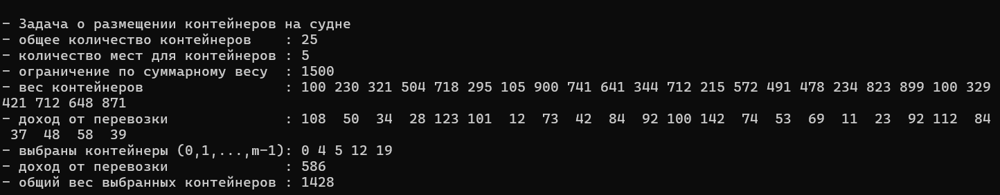 - Задача о размещении контейнеров на судне
- общее количество контейнеров    : 25
- количество мест для контейнеров : 5
- ограничение по суммарному весу  : 1500
- вес контейнеров                 : 100 230 321 504 718 295 105 900 741 641 344 712 215 572 491 478 234 823 899 100 329
421 712 648 871
- доход от перевозки              : 108  50  34  28 123 101  12  73  42  84  92 100 142  74  53  69  11  23  92 112  84
 37  48  58  39
- выбраны контейнеры (0,1,...,m-1): 0 4 5 12 19
- доход от перевозки              : 586
- общий вес выбранных контейнеров : 1428